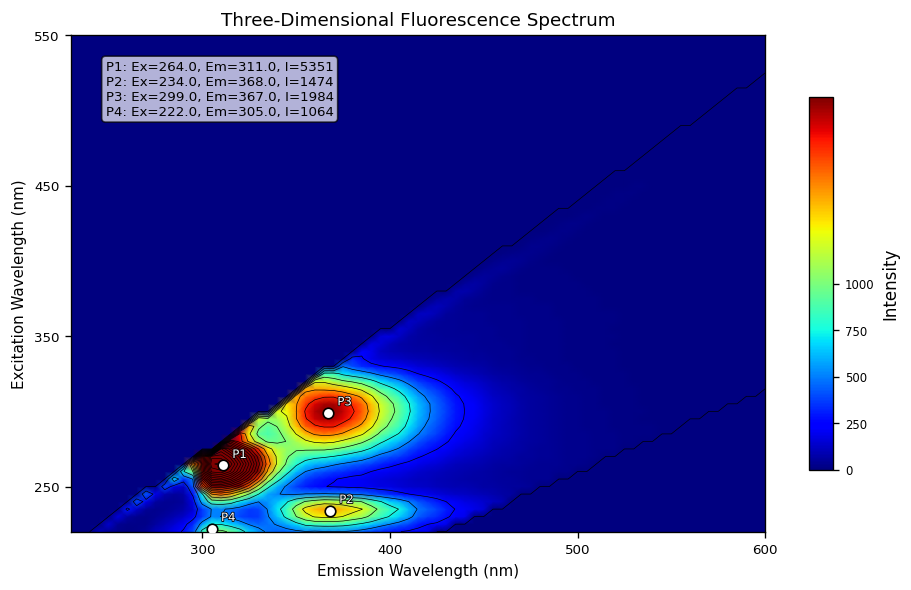 Three-Dimensional Fluorescence Spectrum
P1: Ex=264.0, Em=311.0, I=5351
P2: Ex=234.0, Em=368.0, I=1474
P3: Ex=299.0, Em=367.0, I=1984
P4: Ex=222.0, Em=305.0, I=1064
550
450
350
250
Excitation Wavelength (nm)
P3
P1
P2
P4
300
400
500
600
Emission Wavelength (nm)
1000
750
500
250
0
Intensity